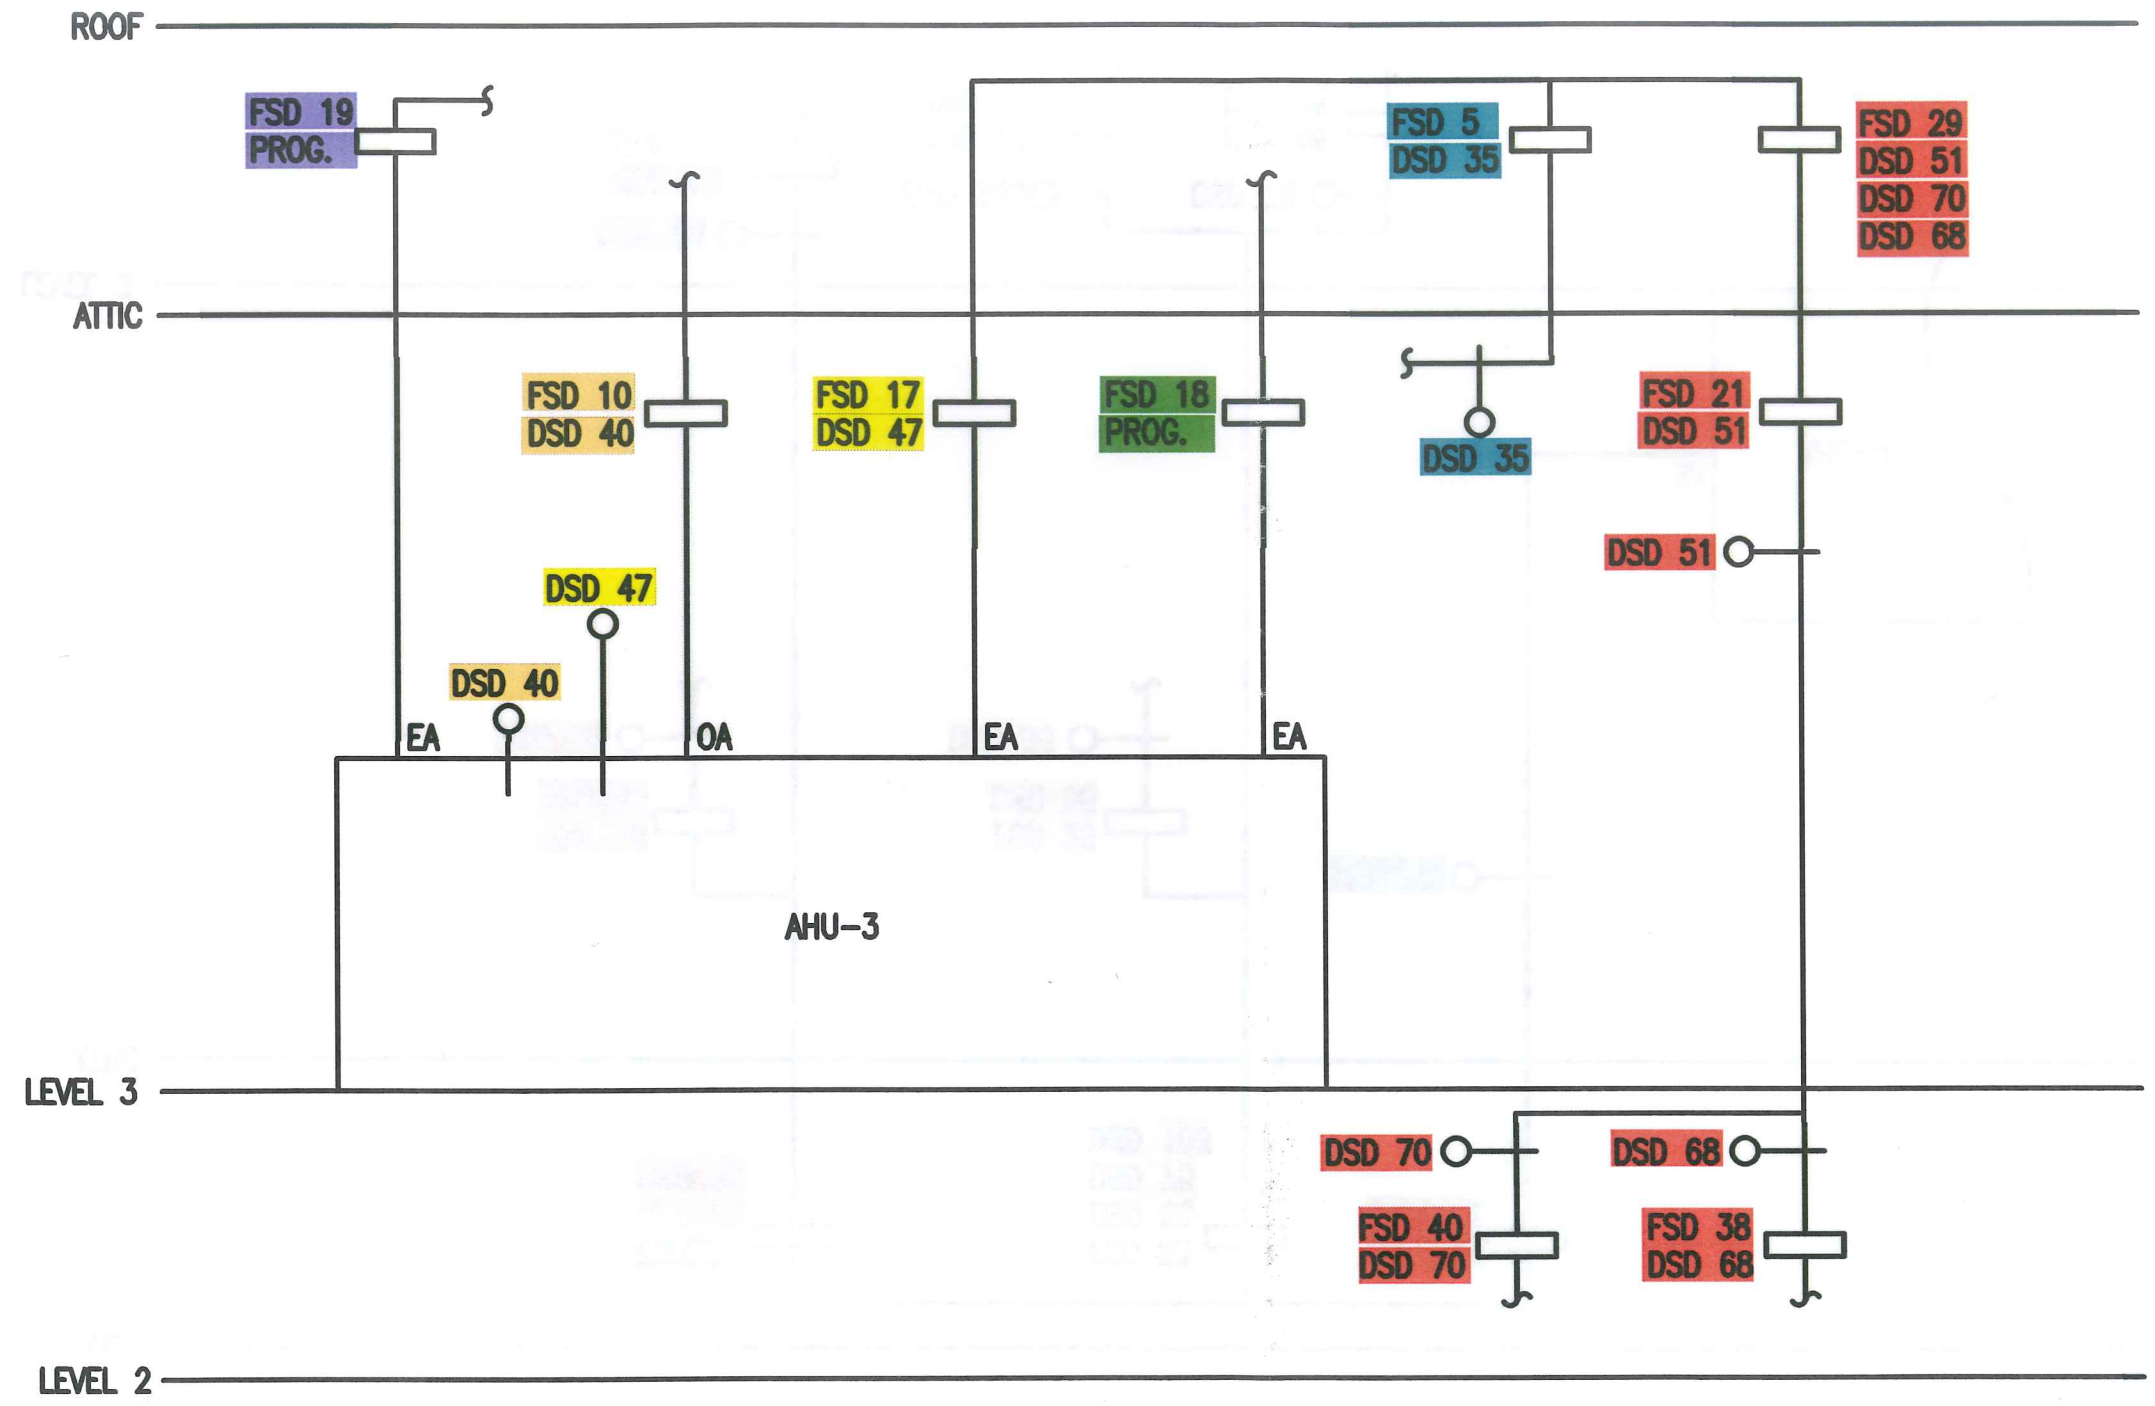 ROOF
FSD 19
PROG.
FSD 5
DSD 35
FSD 29
DSD 51
DSD 70
DSD 68
ATTIC
FSD 10
DSD 40
FSD 17
DSD 47
FSD 18
PROG.
DSD 35
FSD 21
DSD 51
DSD 51
DSD 47
DSD 40
EA
OA
EA
EA
AHU-3
LEVEL 3
DSD 70
DSD 68
FSD 40
DSD 70
FSD 38
DSD 68
LEVEL 2